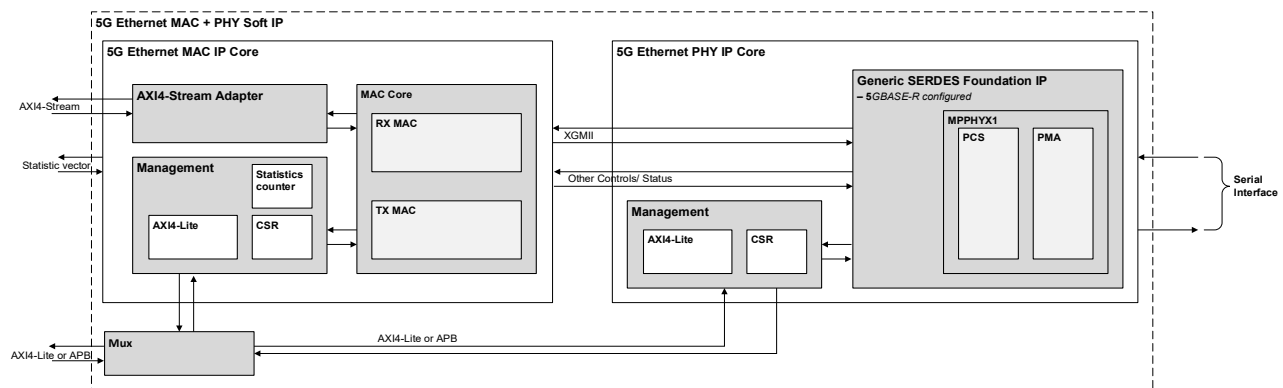 5G Ethernet MAC + PHY Soft IP
5G Ethernet MAC IP Core
AXI4-Stream Adapter
AXI4-Stream
MAC Core
RX MAC
TX MAC
Statistic vector
Management
Statistics
counter
AXI4-Lite
CSR
Mux
AXI4-Lite or APB
AXI4-Lite or APB
XGMII
Other Controls/ Status
5G Ethernet PHY IP Core
Generic SERDES Foundation IP
– 5GBASE-R configured
MPPHYX1
PCS
PMA
Management
AXI4-Lite
CSR
Serial
Interface